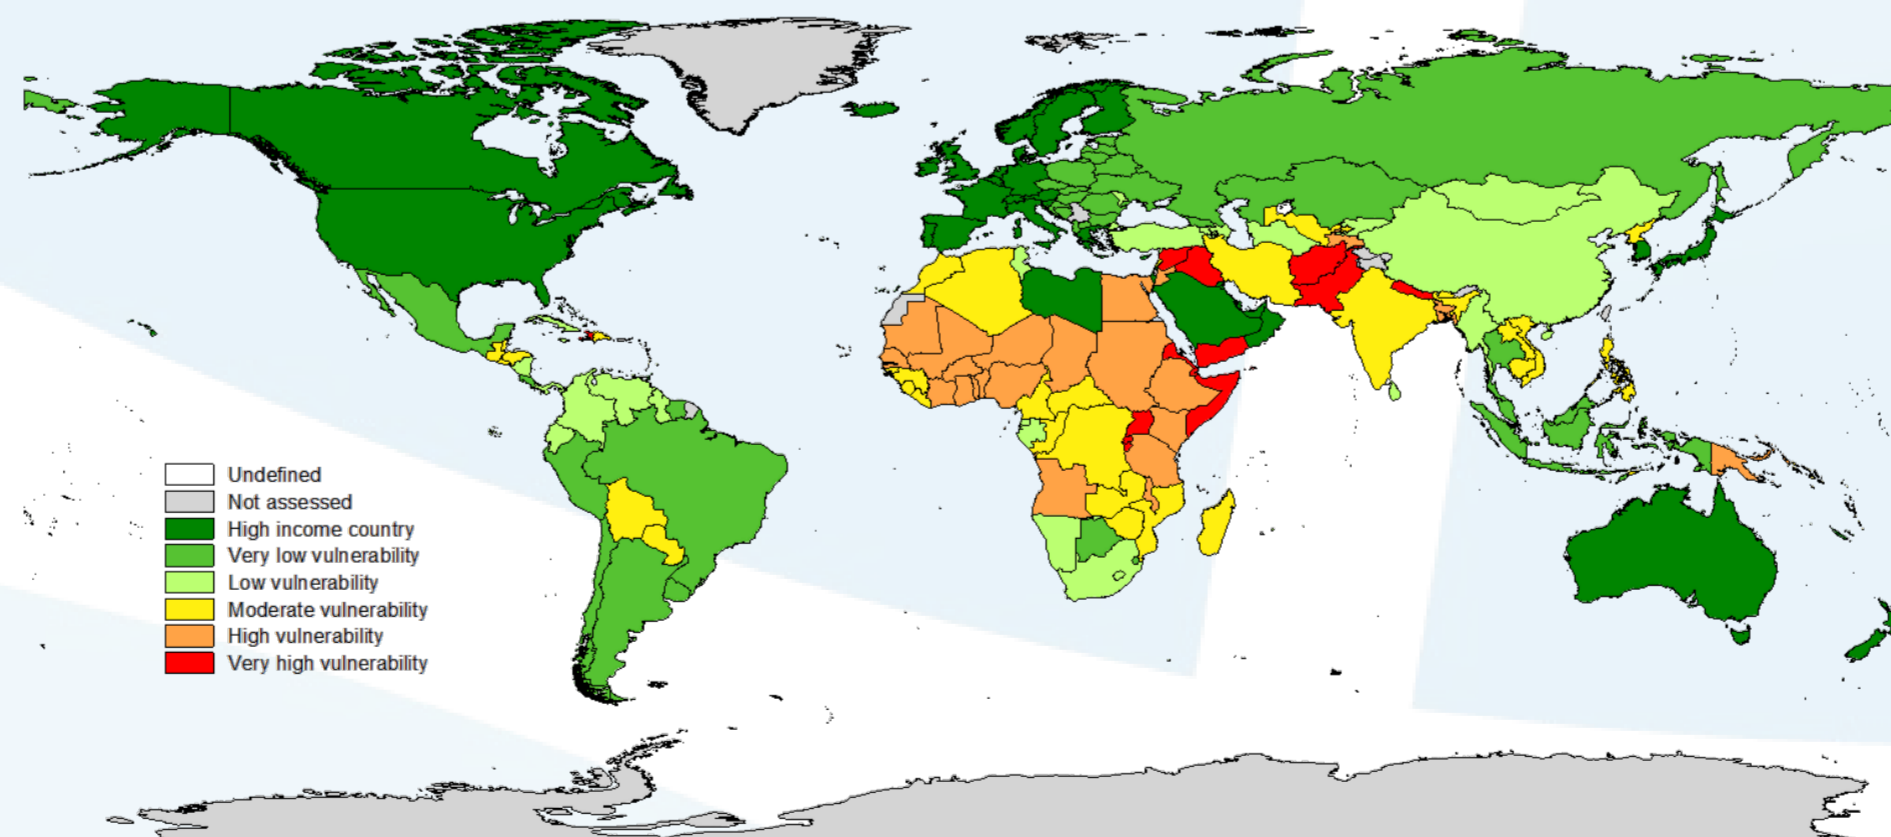 Undefined
Not assessed
High income country
Very low vulnerability
Low vulnerability
Moderate vulnerability
High vulnerability
Very high vulnerability